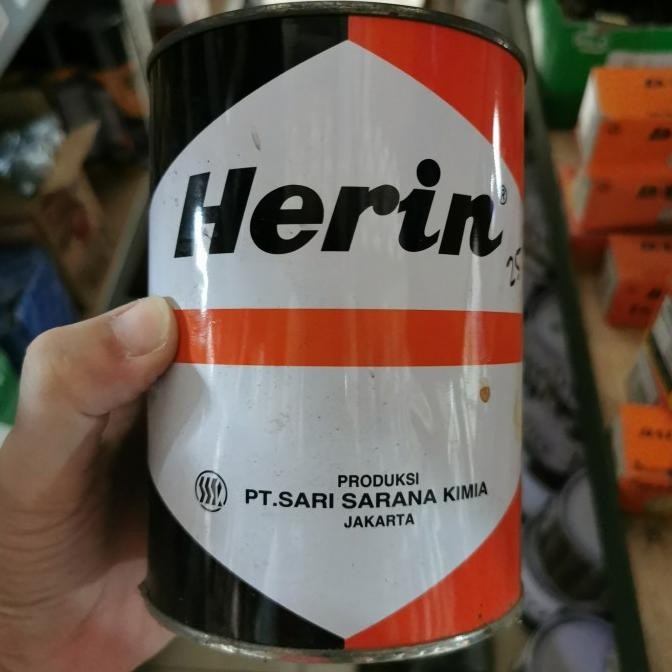 Herin®
25
PRODUKSI
PT.SARI SARANA KIMIA
JAKARTA